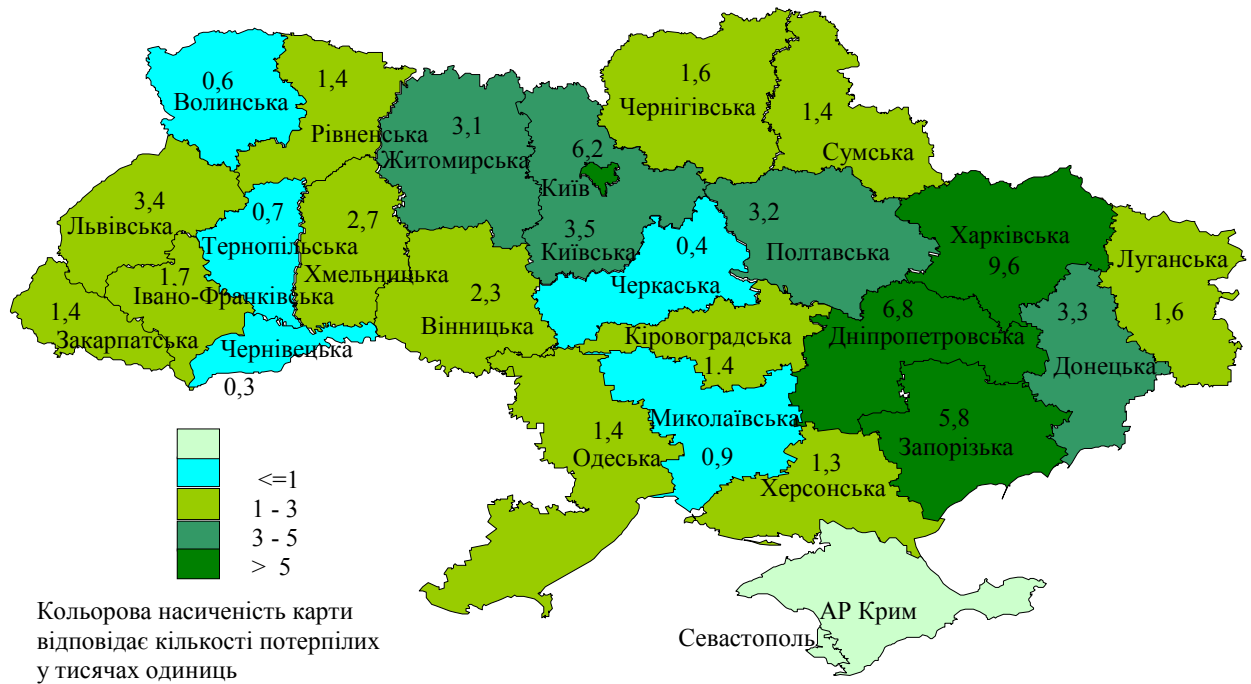 0,6
Волинська
1,4
Рівненська
3,1
Житомирська
6,2
Київ
3,5
Київська
1,6
Чернігівська
1,4
Сумська
3,4
Львівська
0,7
Тернопільська
2,7
Хмельницька
1,7
Івано-Франківська
1,4
Закарпатська
Чернівецька
0,3
2,3
Вінницька
0,4
Черкаська
3,2
Полтавська
Харківська
9,6
Луганська
1,6
3,3
Донецька
6,8
Дніпропетровська
Кіровоградська
1.4
Миколаївська
0,9
1,4
Одеська
1,3
Херсонська
5,8
Запорізька
АР Крим
Севастополь
<=1
1 - 3
3 - 5
> 5
Кольорова насиченість карти
відповідає кількості потерпілих
у тисячах одиниць